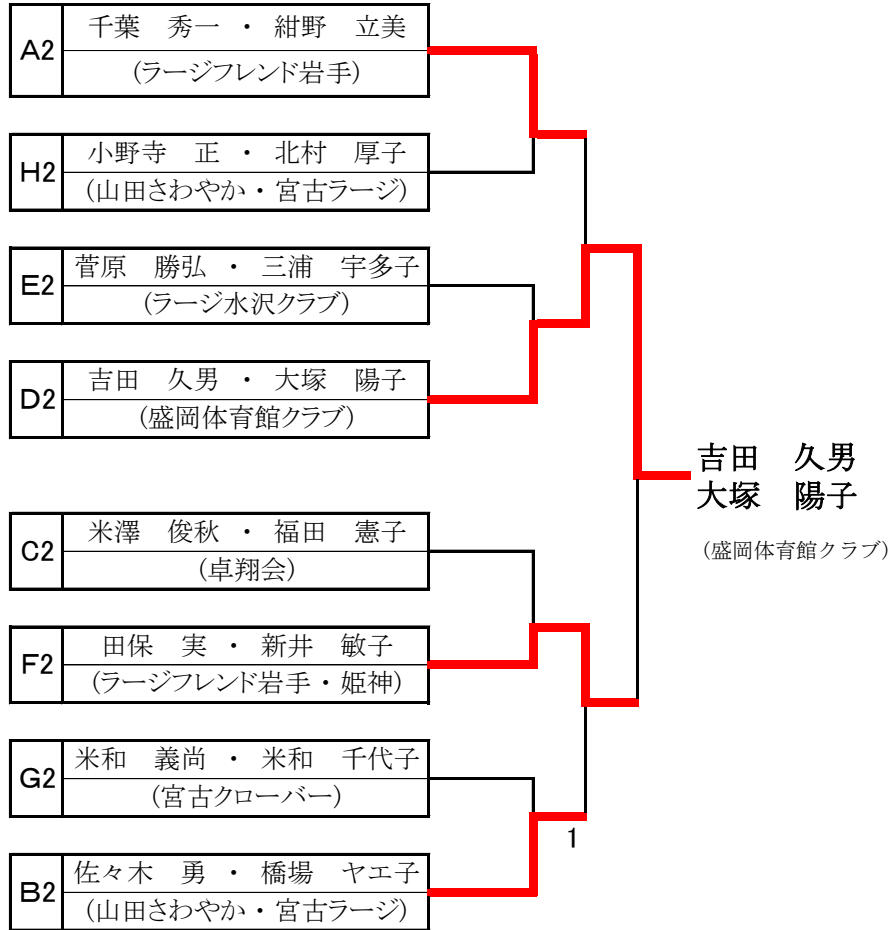 A2
千葉　秀一　・　紺野　立美
(ラージフレンド岩手)
H2
小野寺　正　・　北村　厚子
(山田さわやか・宮古ラージ)
E2
菅原　勝弘　・　三浦　宇多子
(ラージ水沢クラブ)
D2
吉田　久男　・　大塚　陽子
(盛岡体育館クラブ)
吉田　久男
大塚　陽子
(盛岡体育館クラブ)
C2
米澤　俊秋　・　福田　憲子
(卓翔会)
F2
田保　実　・　新井　敏子
(ラージフレンド岩手・姫神)
G2
米和　義尚　・　米和　千代子
(宮古クローバー)
1
B2
佐々木　勇　・　橋場　ヤエ子
(山田さわやか・宮古ラージ)